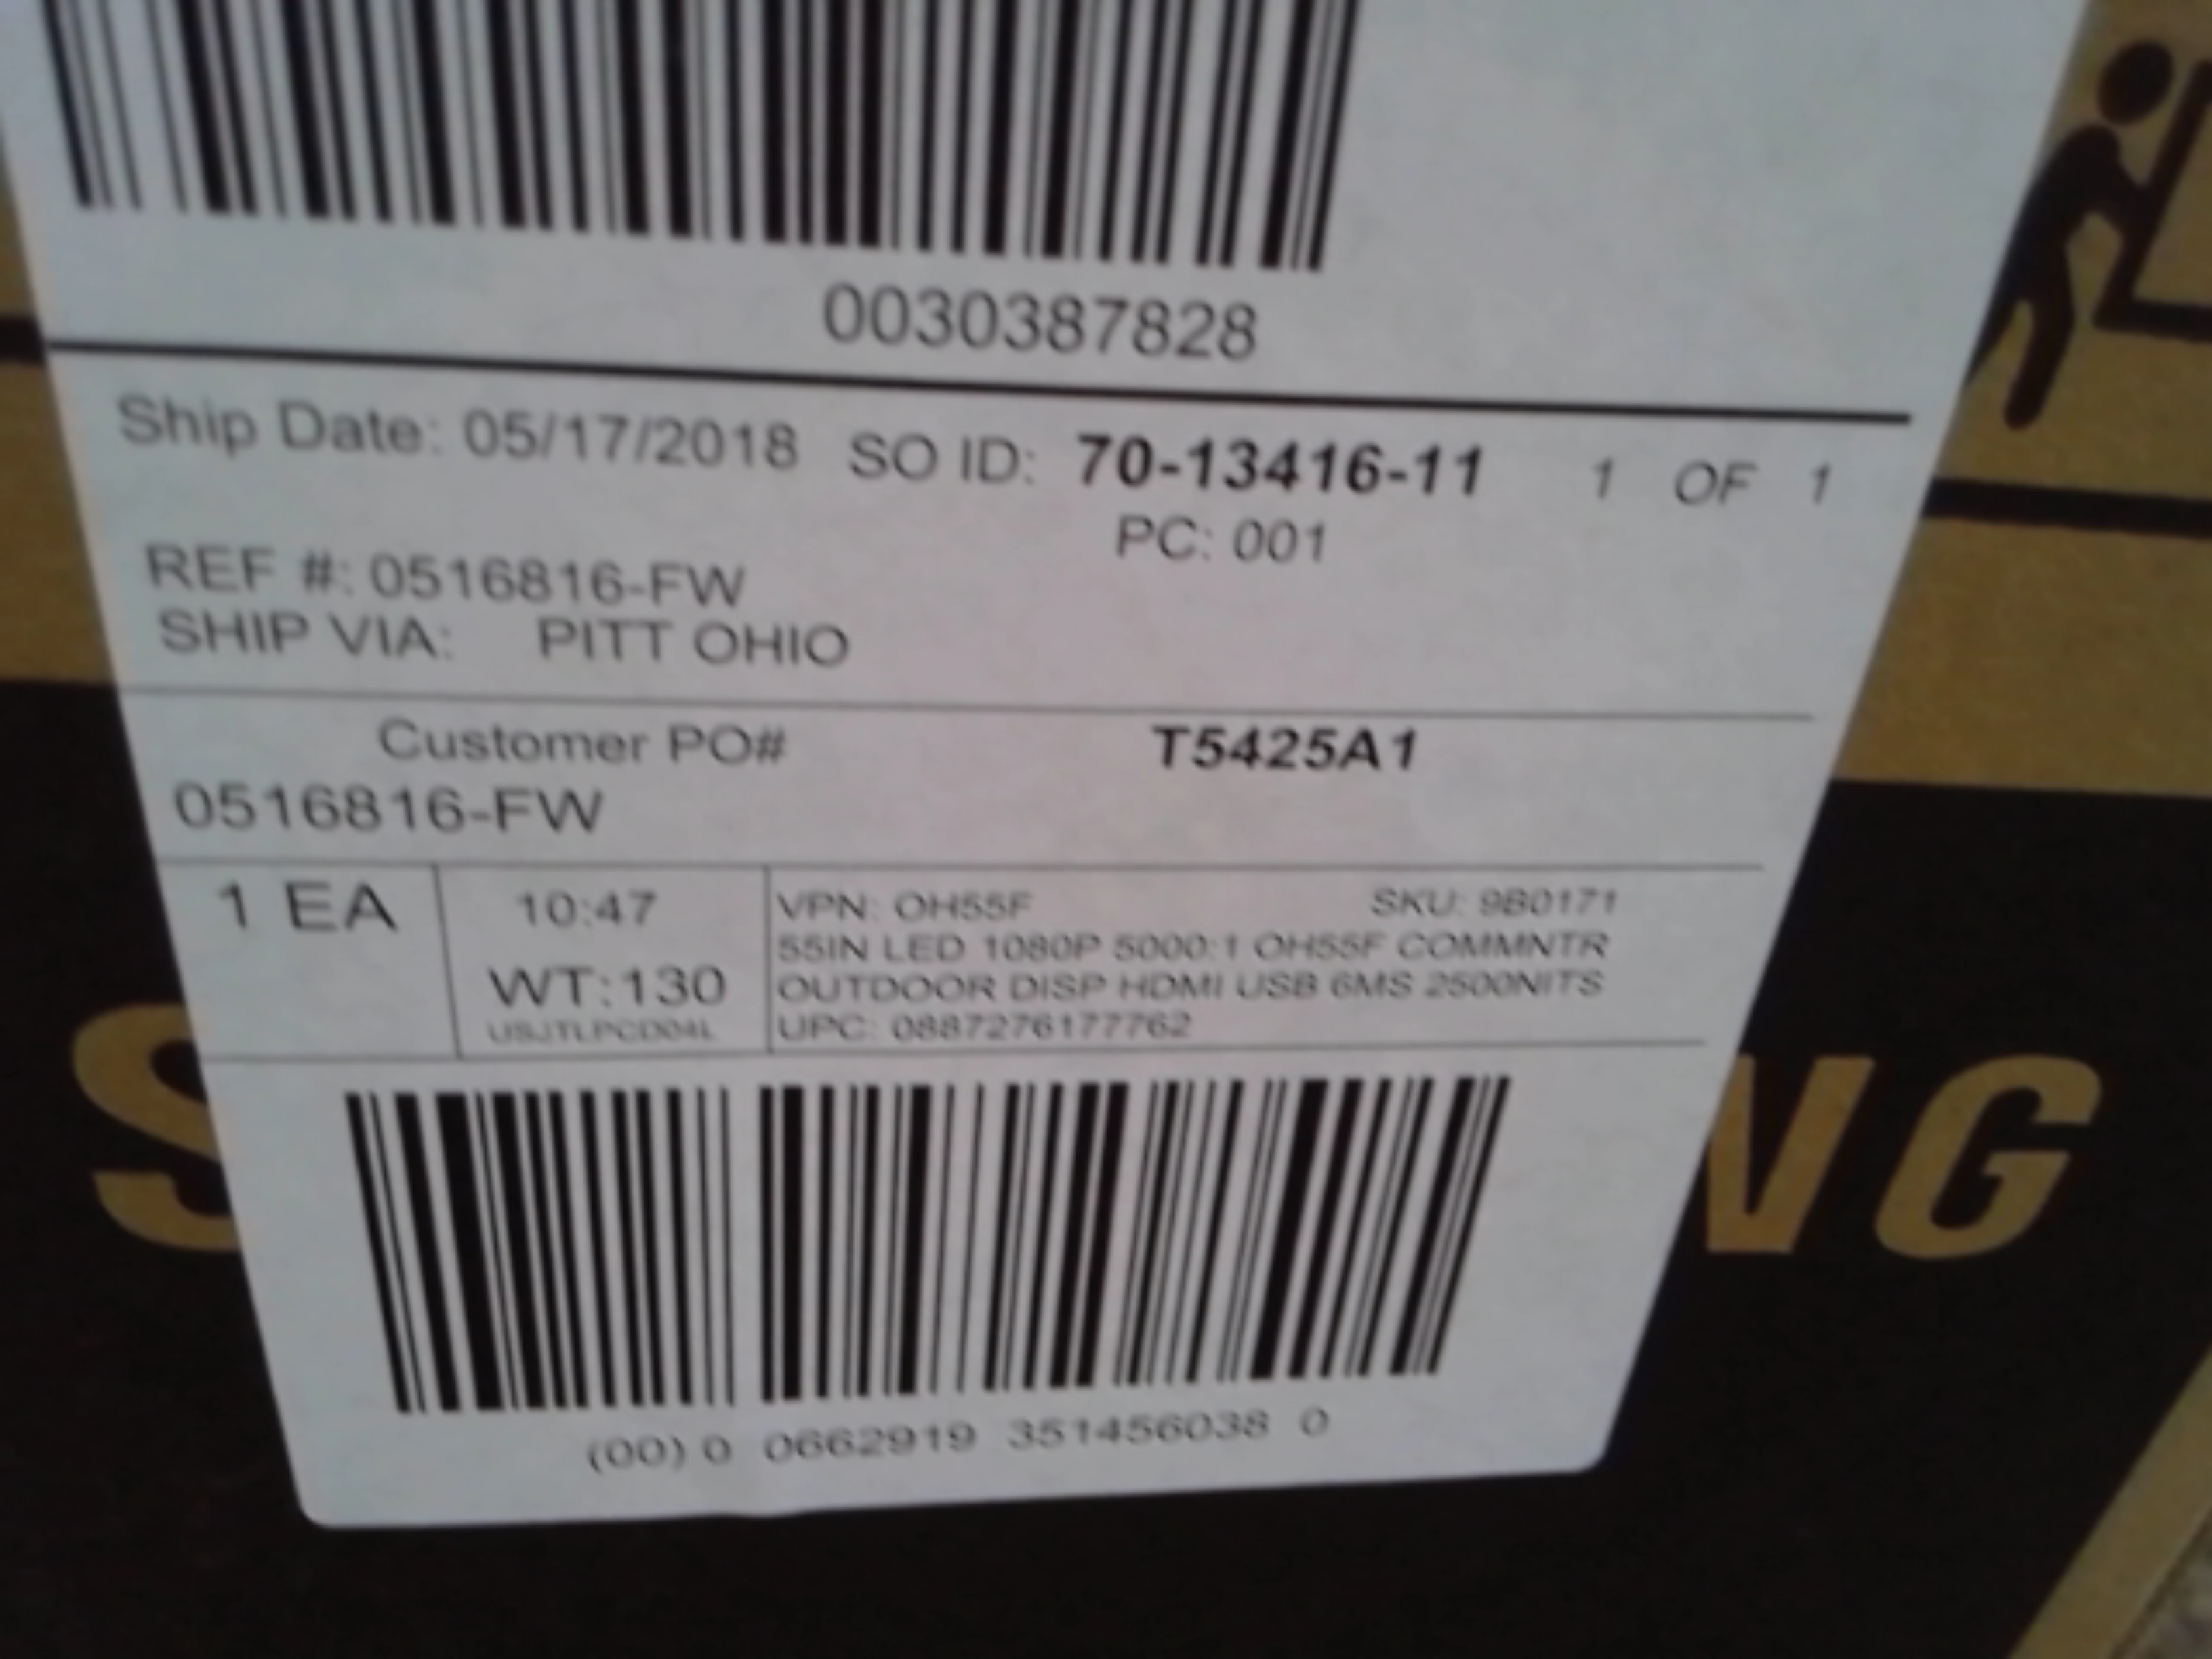 0030387828
Ship Date: 05/17/2018 SO ID: 70-13416-11 1 OF 1
PC: 001
REF #: 0516816-FW
SHIP VIA: PITT OHIO
Customer PO# T5425A1
0516816-FW
1 EA 10:47 VPN: OH55F SKU: 9B0171
55IN LED 1080P 5000:1 OH55F COMMNTR
WT:130 OUTDOOR DISP HDMI USB 6MS 2500NITS
USJTLPCD04L UPC: 0887276177762
S NG
(00) 0 0662919 351456038 0